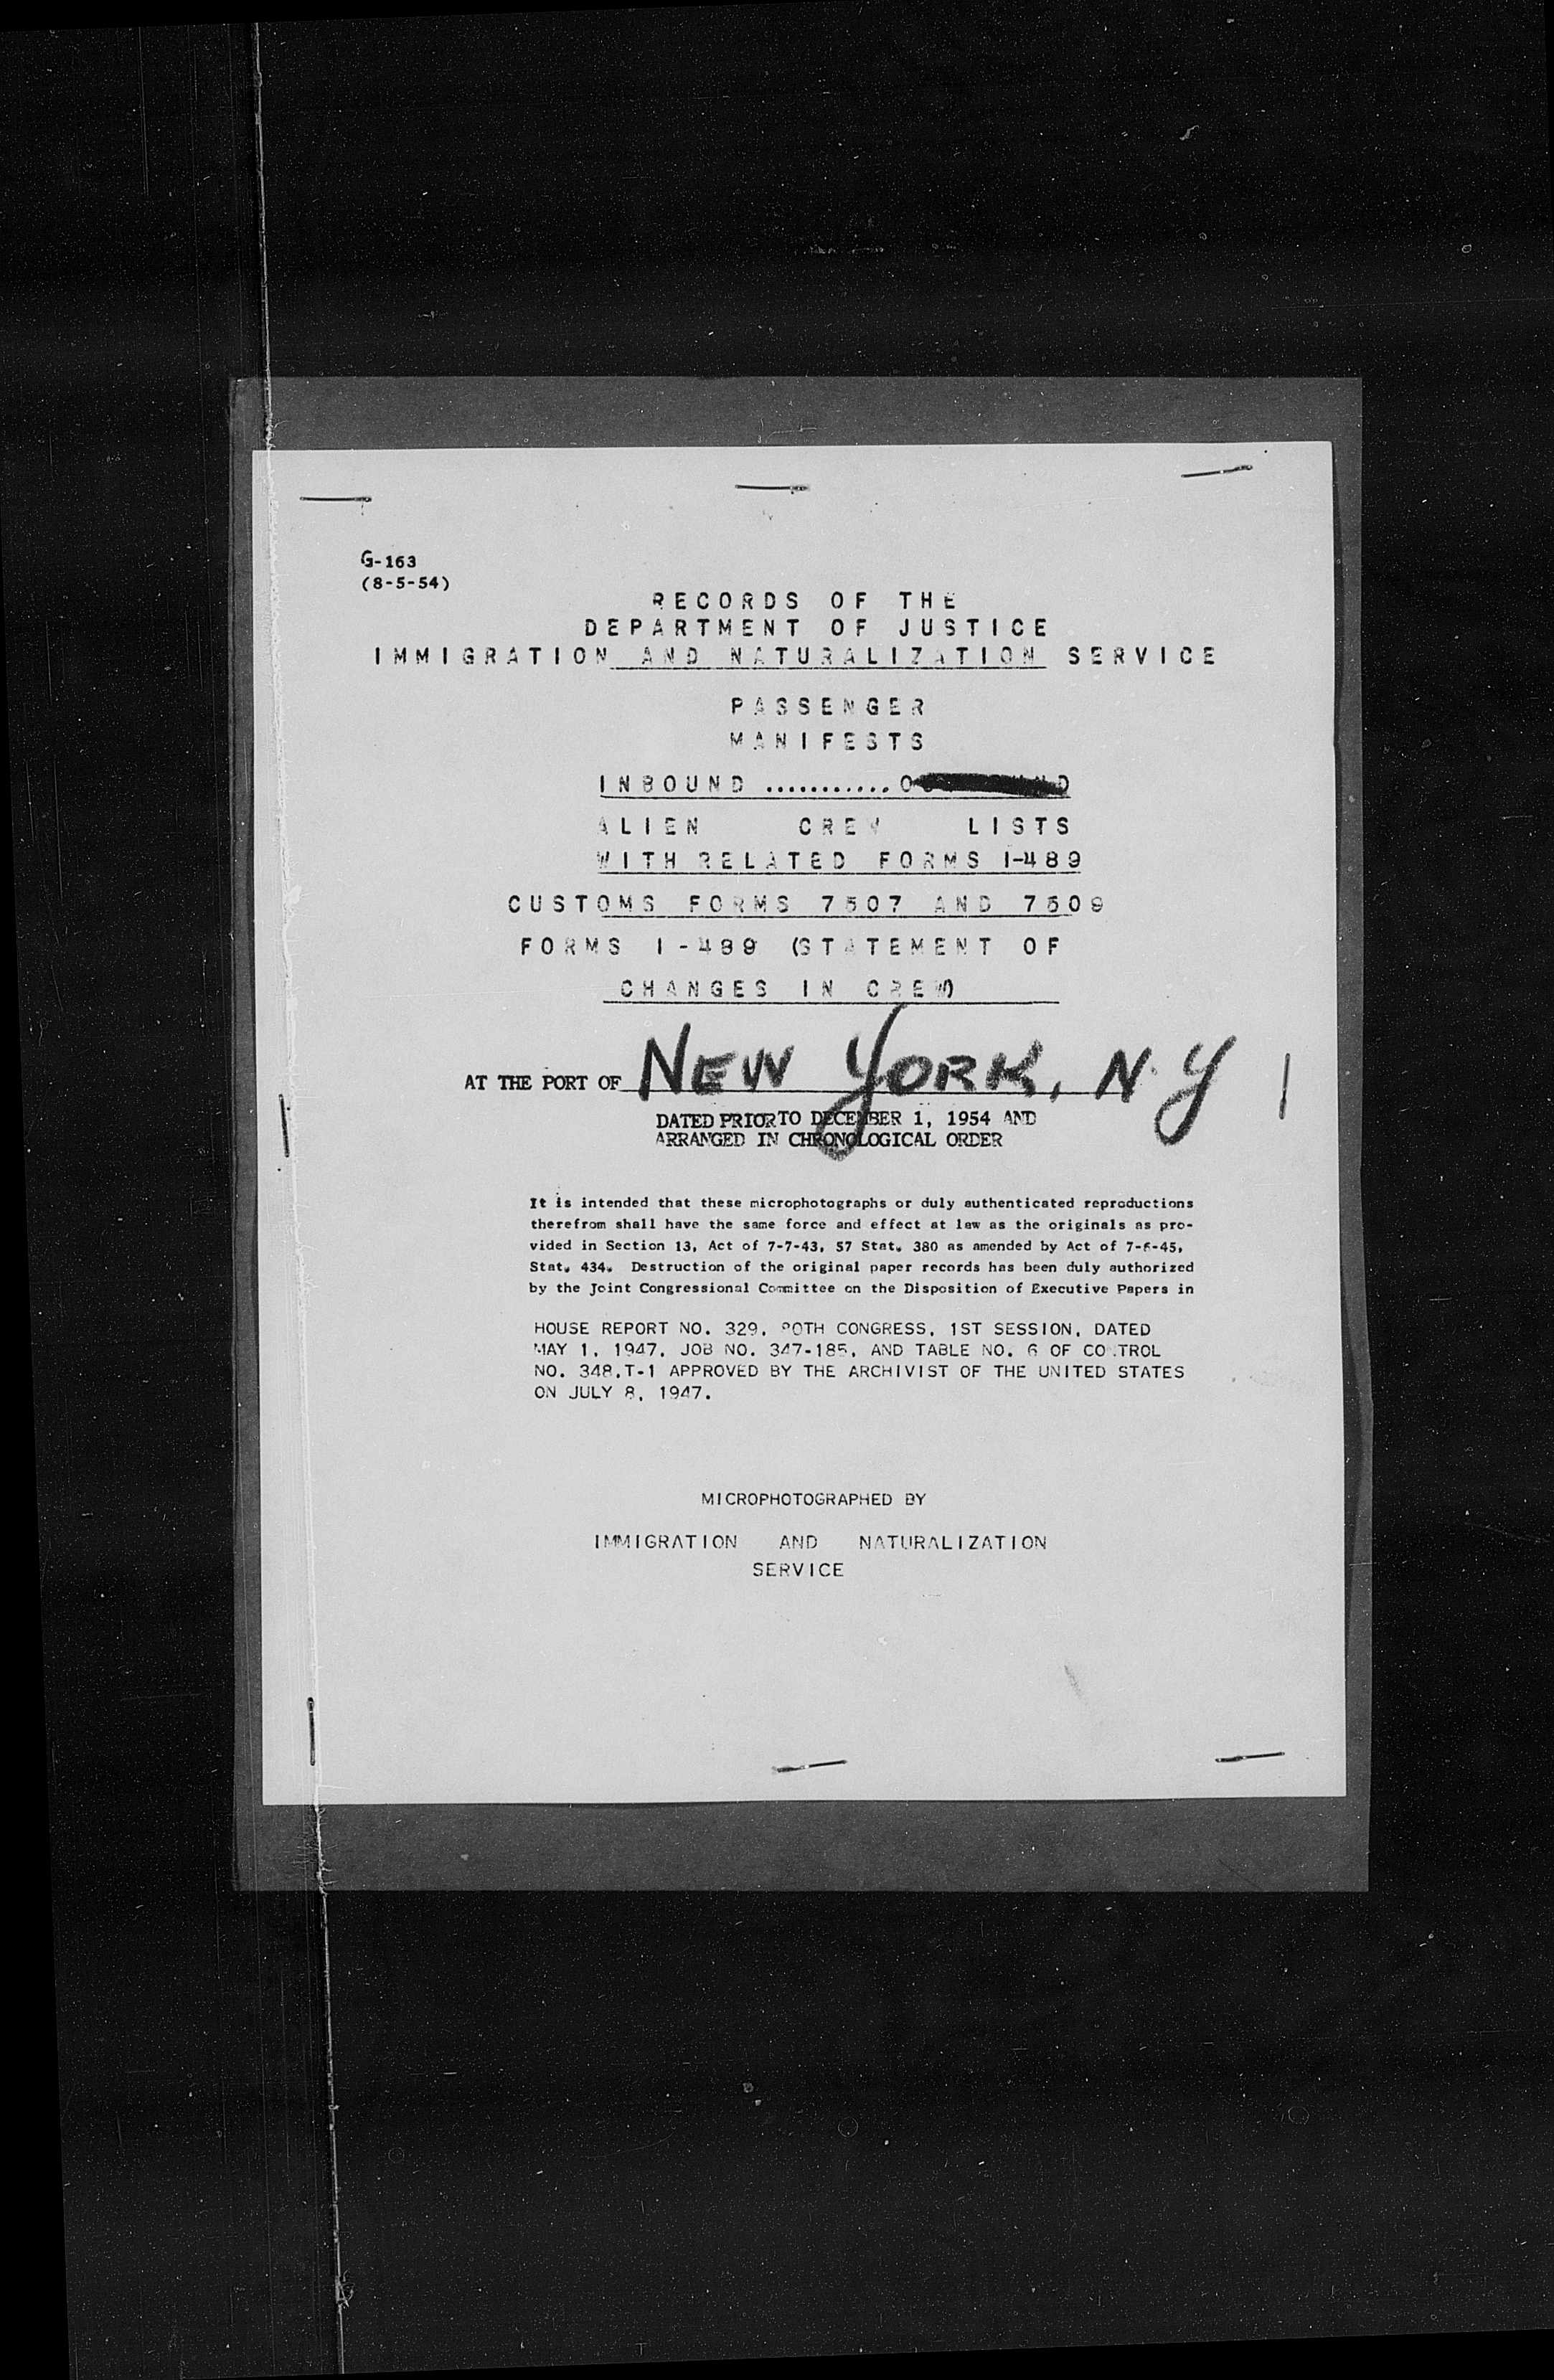 G-163
(8-5-54)
RECORDS OF THE
DEPARTMENT OF JUSTICE
IMMIGRATION AND NATURALIZATION SERVICE
PASSENGER
MANIFESTS
INBOUND ...........
ALIEN CREW LISTS
WITH RELATED FORMS I-489
CUSTOMS FORMS 7507 AND 7509
FORMS I-489 (STATEMENT OF
CHANGES IN CREW)
AT THE PORT OF NEW YORK, N.Y
DATED PRIOR TO DECEMBER 1, 1954 AND
ARRANGED IN CHRONOLOGICAL ORDER
It is intended that these microphotographs or duly authenticated reproductions
therefrom shall have the same force and effect at law as the originals as pro-
vided in Section 13, Act of 7-7-43, 57 Stat. 380 as amended by Act of 7-6-45,
Stat. 434. Destruction of the original paper records has been duly authorized
by the Joint Congressional Committee on the Disposition of Executive Papers in
HOUSE REPORT NO. 329, 80TH CONGRESS, 1ST SESSION, DATED
MAY 1, 1947, JOB NO. 347-185, AND TABLE NO. 6 OF CONTROL
NO. 348,T-1 APPROVED BY THE ARCHIVIST OF THE UNITED STATES
ON JULY 8, 1947.
MICROPHOTOGRAPHED BY
IMMIGRATION AND NATURALIZATION
SERVICE